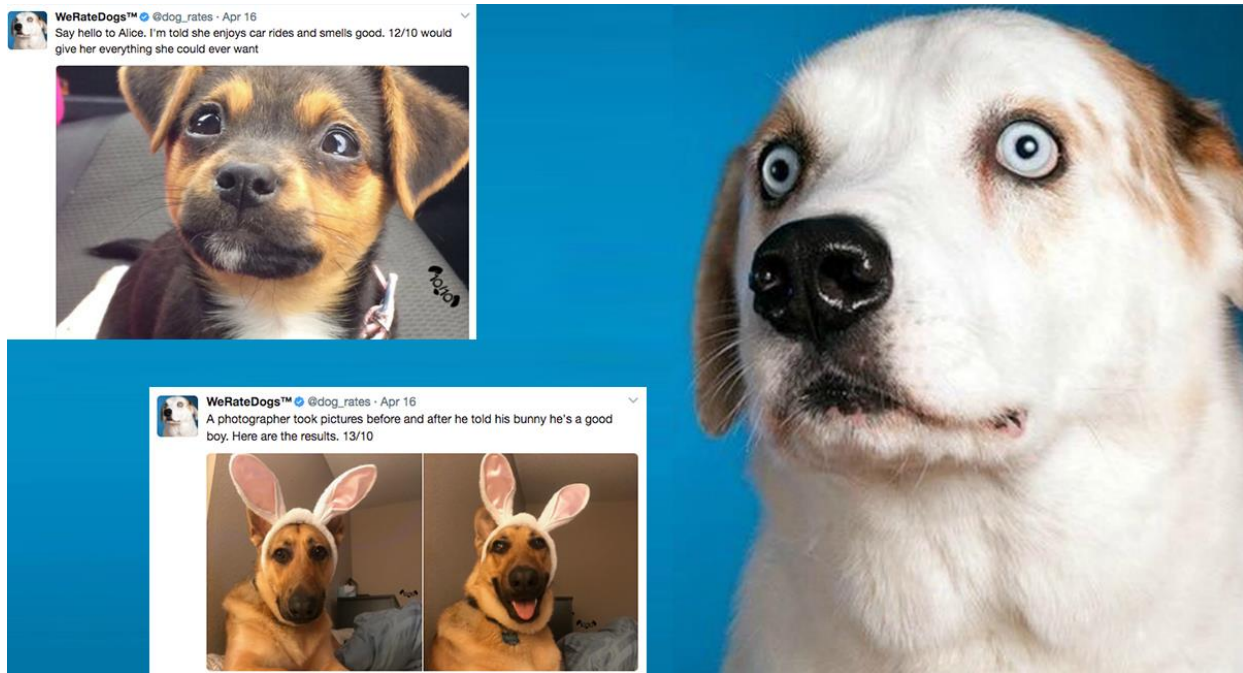 WeRateDogs™ @dog_rates · Apr 16
Say hello to Alice. I'm told she enjoys car rides and smells good. 12/10 would
give her everything she could ever want
10/10
WeRateDogs™ @dog_rates · Apr 16
A photographer took pictures before and after he told his bunny he's a good
boy. Here are the results. 13/10